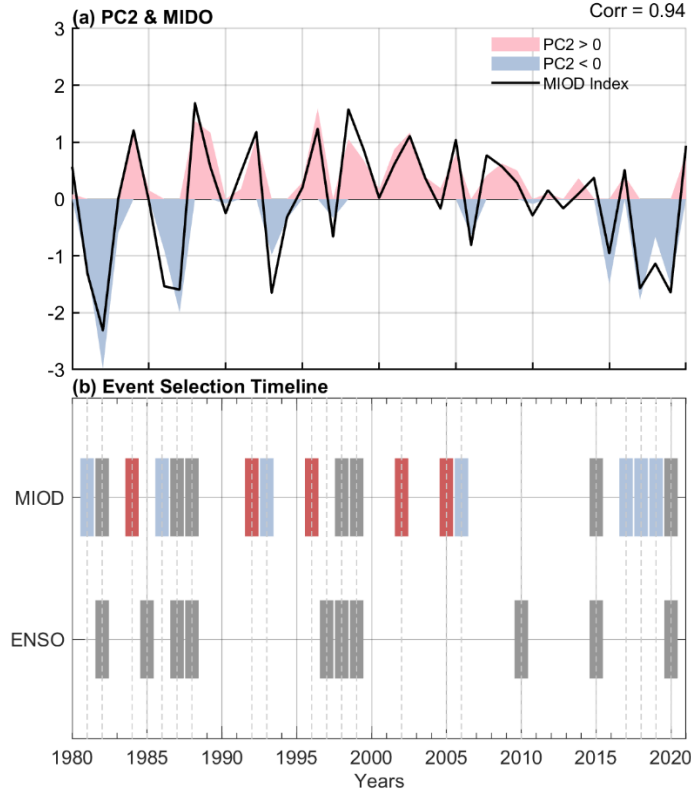 (a) PC2 & MIDO
Corr = 0.94
PC2 > 0
PC2 < 0
MIOD Index
3
2
1
0
-1
-2
-3
(b) Event Selection Timeline
MIOD
ENSO
1980 1985 1990 1995 2000 2005 2010 2015 2020
Years